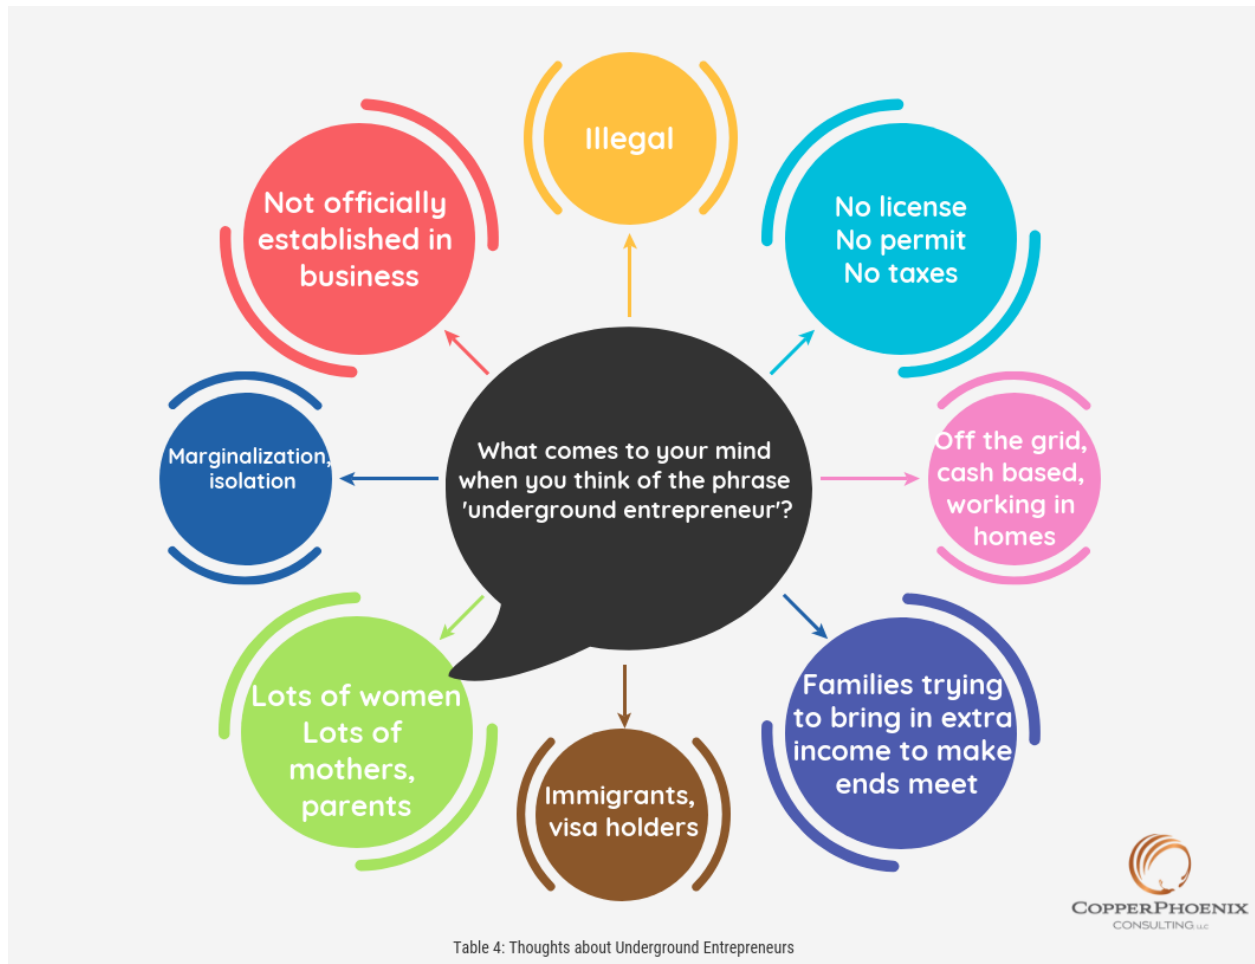 Illegal
Not officially
established in
business
No license
No permit
No taxes
Marginalization,
isolation
What comes to your mind
when you think of the phrase
'underground entrepreneur'?
Off the grid,
cash based,
working in
homes
Lots of women
Lots of
mothers,
parents
Families trying
to bring in extra
income to make
ends meet
Immigrants,
visa holders
COPPERPHOENIX
CONSULTING, LLC
Table 4: Thoughts about Underground Entrepreneurs